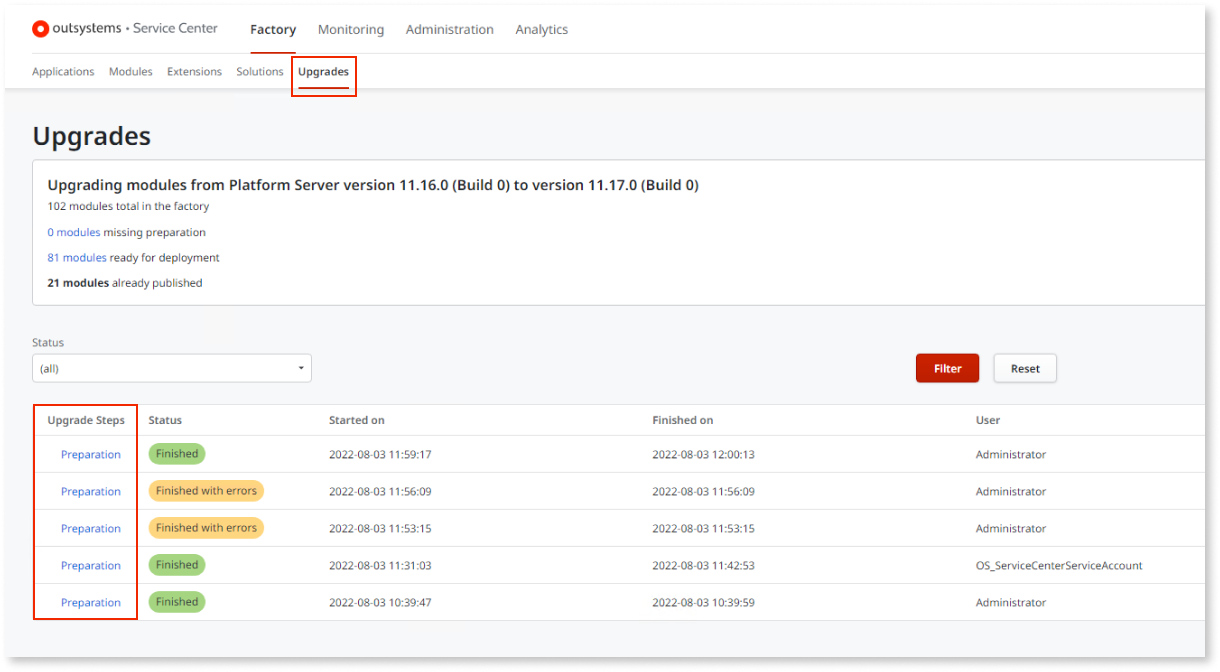 outsystems • Service Center Factory Monitoring Administration Analytics
Applications Modules Extensions Solutions Upgrades
Upgrades
Upgrading modules from Platform Server version 11.16.0 (Build 0) to version 11.17.0 (Build 0)
102 modules total in the factory
0 modules missing preparation
81 modules ready for deployment
21 modules already published
Status
(all) Filter Reset
Upgrade Steps Status Started on Finished on User
Preparation Finished 2022-08-03 11:59:17 2022-08-03 12:00:13 Administrator
Preparation Finished with errors 2022-08-03 11:56:09 2022-08-03 11:56:09 Administrator
Preparation Finished with errors 2022-08-03 11:53:15 2022-08-03 11:53:15 Administrator
Preparation Finished 2022-08-03 11:31:03 2022-08-03 11:42:53 OS_ServiceCenterServiceAccount
Preparation Finished 2022-08-03 10:39:47 2022-08-03 10:39:59 Administrator